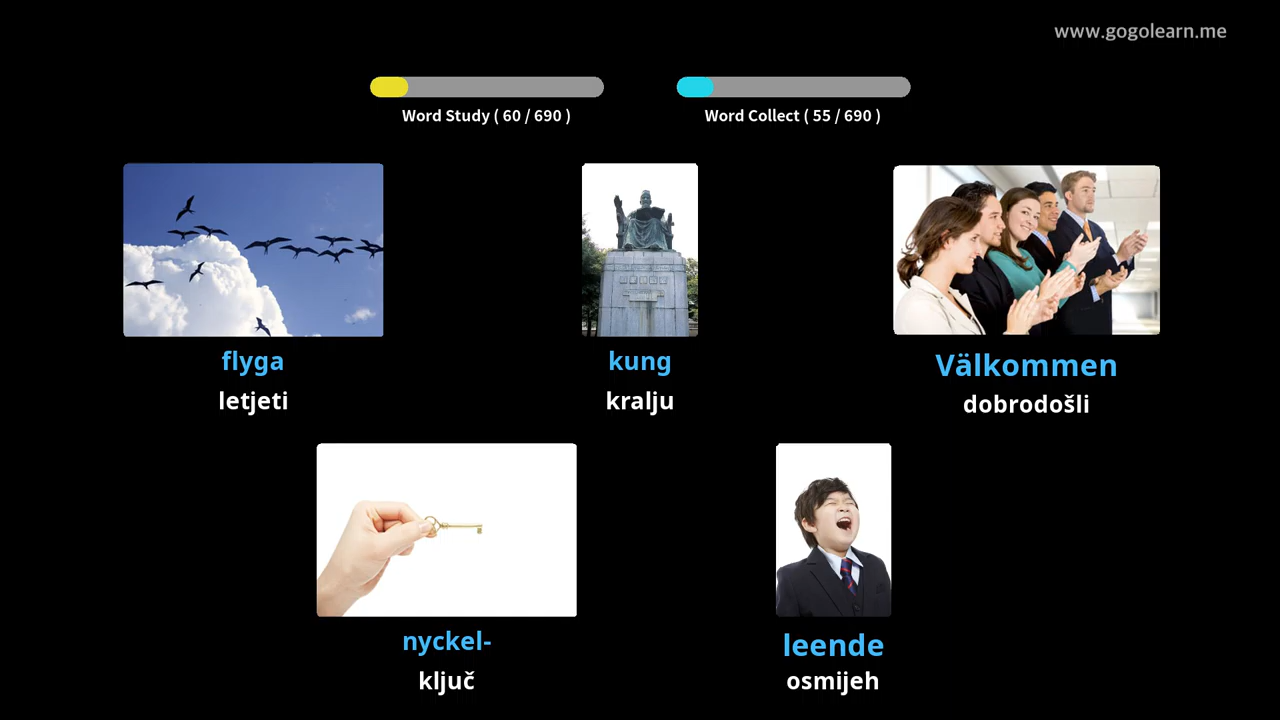 www.gogolearn.me
Word Study ( 60 / 690 )
Word Collect ( 55 / 690 )
flyga
letjeti
kung
kralju
Välkommen
dobrodošli
nyckel-
ključ
leende
osmijeh